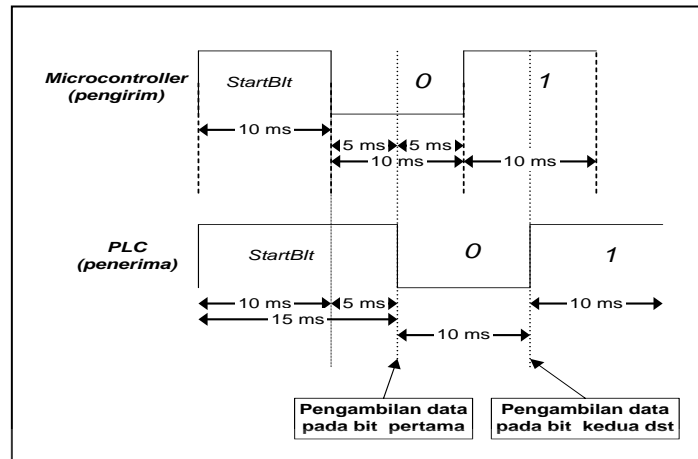 Microcontroller
(pengirim)
StartBIt
0
1
10 ms
5 ms
5 ms
10 ms
10 ms
PLC
(penerima)
StartBIt
0
1
10 ms
5 ms
10 ms
15 ms
10 ms
Pengambilan data
pada bit pertama
Pengambilan data
pada bit kedua dst